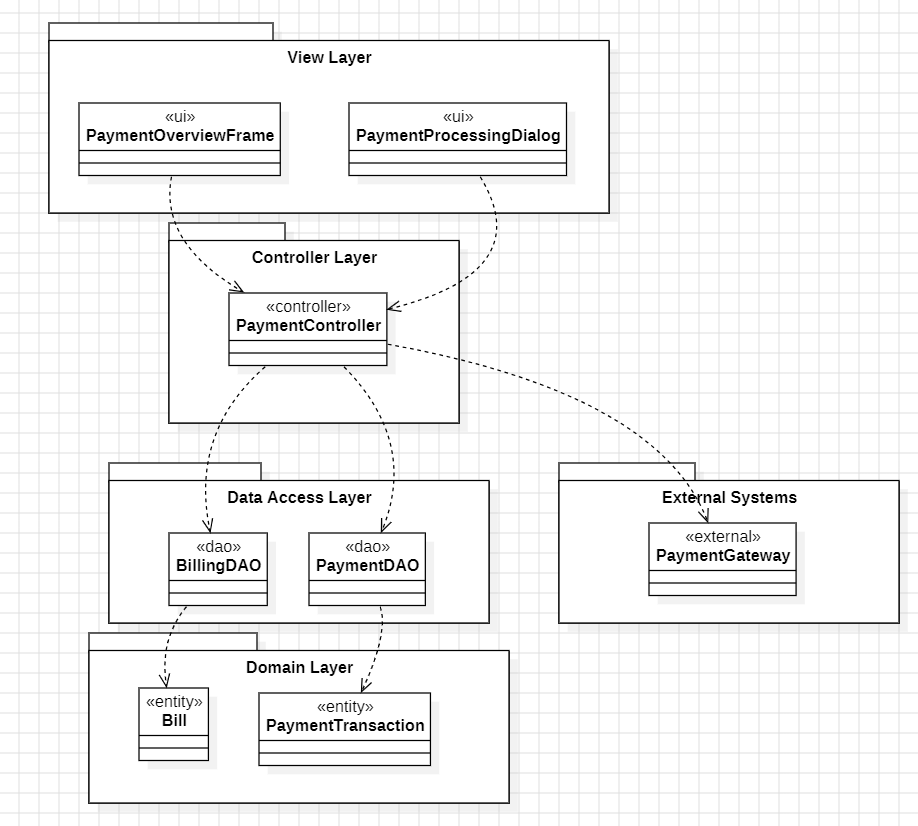 View Layer
«ui»
PaymentOverviewFrame
«ui»
PaymentProcessingDialog
Controller Layer
«controller»
PaymentController
Data Access Layer
«dao»
BillingDAO
«dao»
PaymentDAO
External Systems
«external»
PaymentGateway
Domain Layer
«entity»
Bill
«entity»
PaymentTransaction